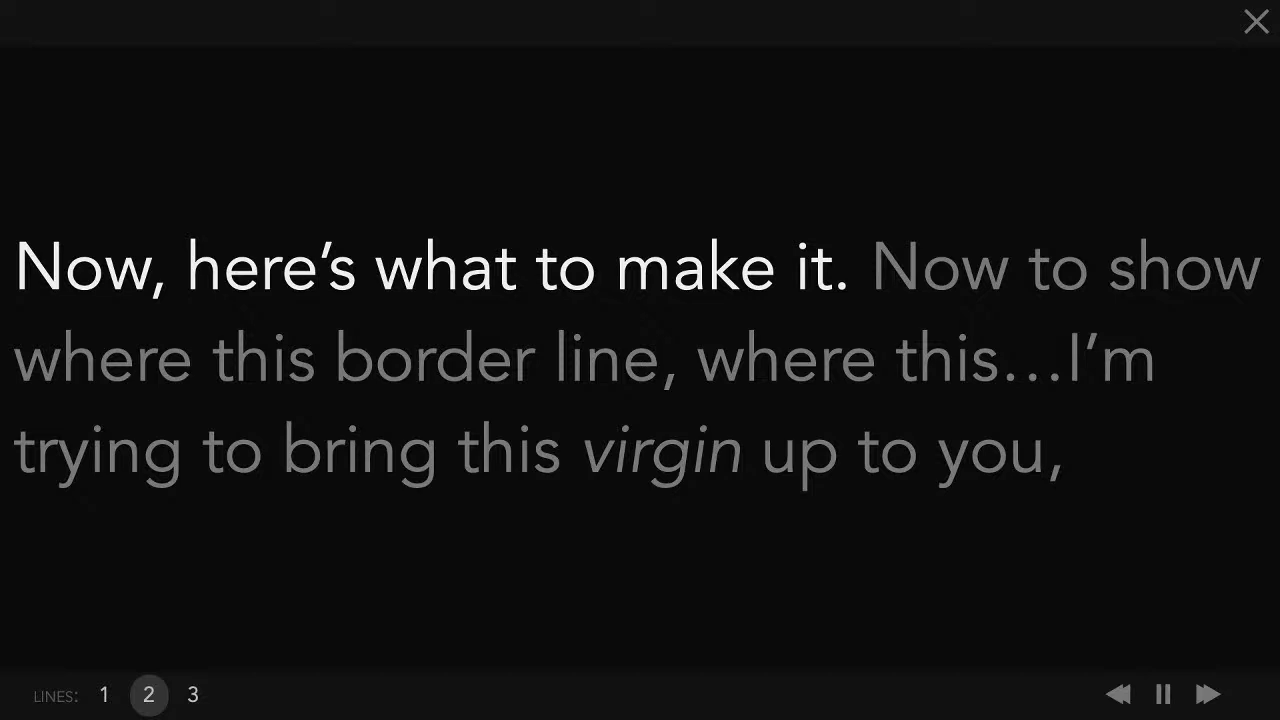 Now, here’s what to make it. Now to show
where this border line, where this…I’m
trying to bring this virgin up to you,
LINES: 1 2 3